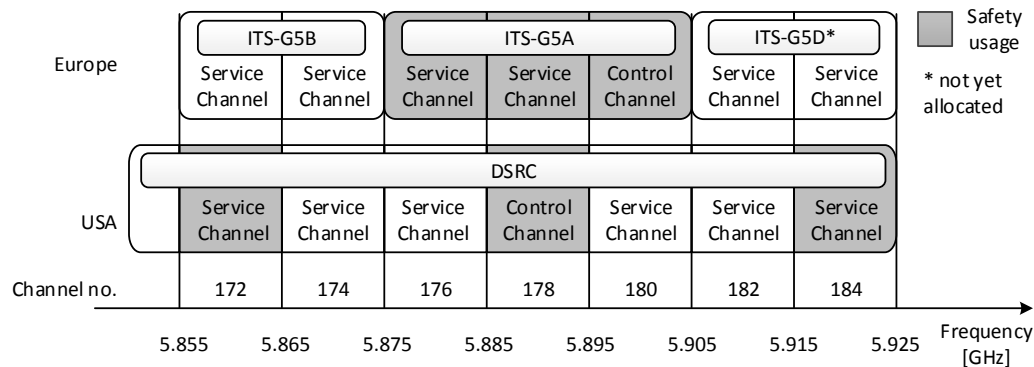 ITS-G5B ITS-G5A ITS-G5D*
Safety usage
Europe
Service Channel Service Channel Service Channel Service Channel Control Channel Service Channel Service Channel
* not yet allocated
DSRC
USA
Service Channel Service Channel Service Channel Control Channel Service Channel Service Channel Service Channel
Channel no. 172 174 176 178 180 182 184
5.855 5.865 5.875 5.885 5.895 5.905 5.915 5.925
Frequency [GHz]